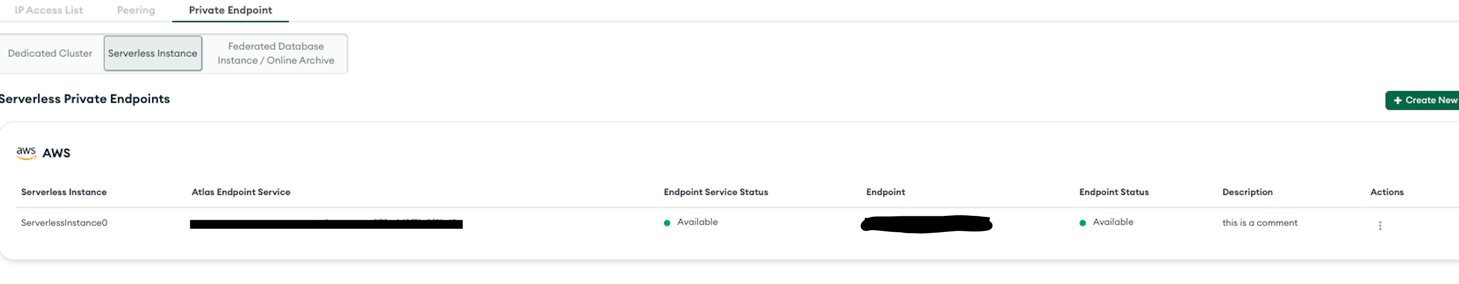 IP Access List Peering Private Endpoint
Dedicated Cluster Serverless Instance Federated Database
Instance / Online Archive
Serverless Private Endpoints
+ Create New
aws AWS
Serverless Instance Atlas Endpoint Service Endpoint Service Status Endpoint Endpoint Status Description Actions
ServerlessInstance0 Available Available this is a comment